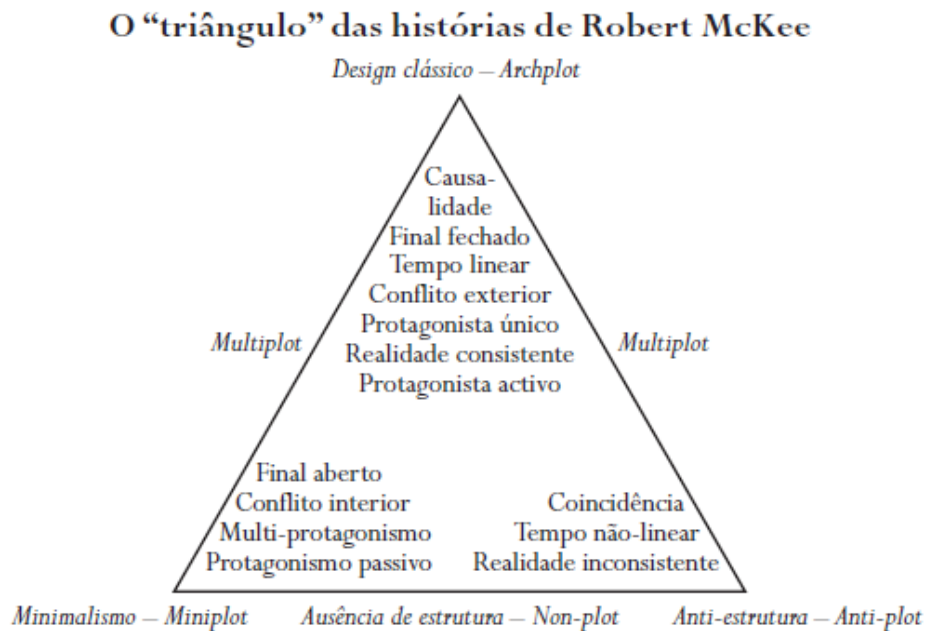 O “triângulo” das histórias de Robert McKee
Design clássico – Archplot
Causa-
lidade
Final fechado
Tempo linear
Conflito exterior
Protagonista único
Realidade consistente
Protagonista activo
Multiplot
Multiplot
Final aberto
Conflito interior
Multi-protagonismo
Protagonismo passivo
Coincidência
Tempo não-linear
Realidade inconsistente
Minimalismo – Miniplot
Ausência de estrutura – Non-plot
Anti-estrutura – Anti-plot